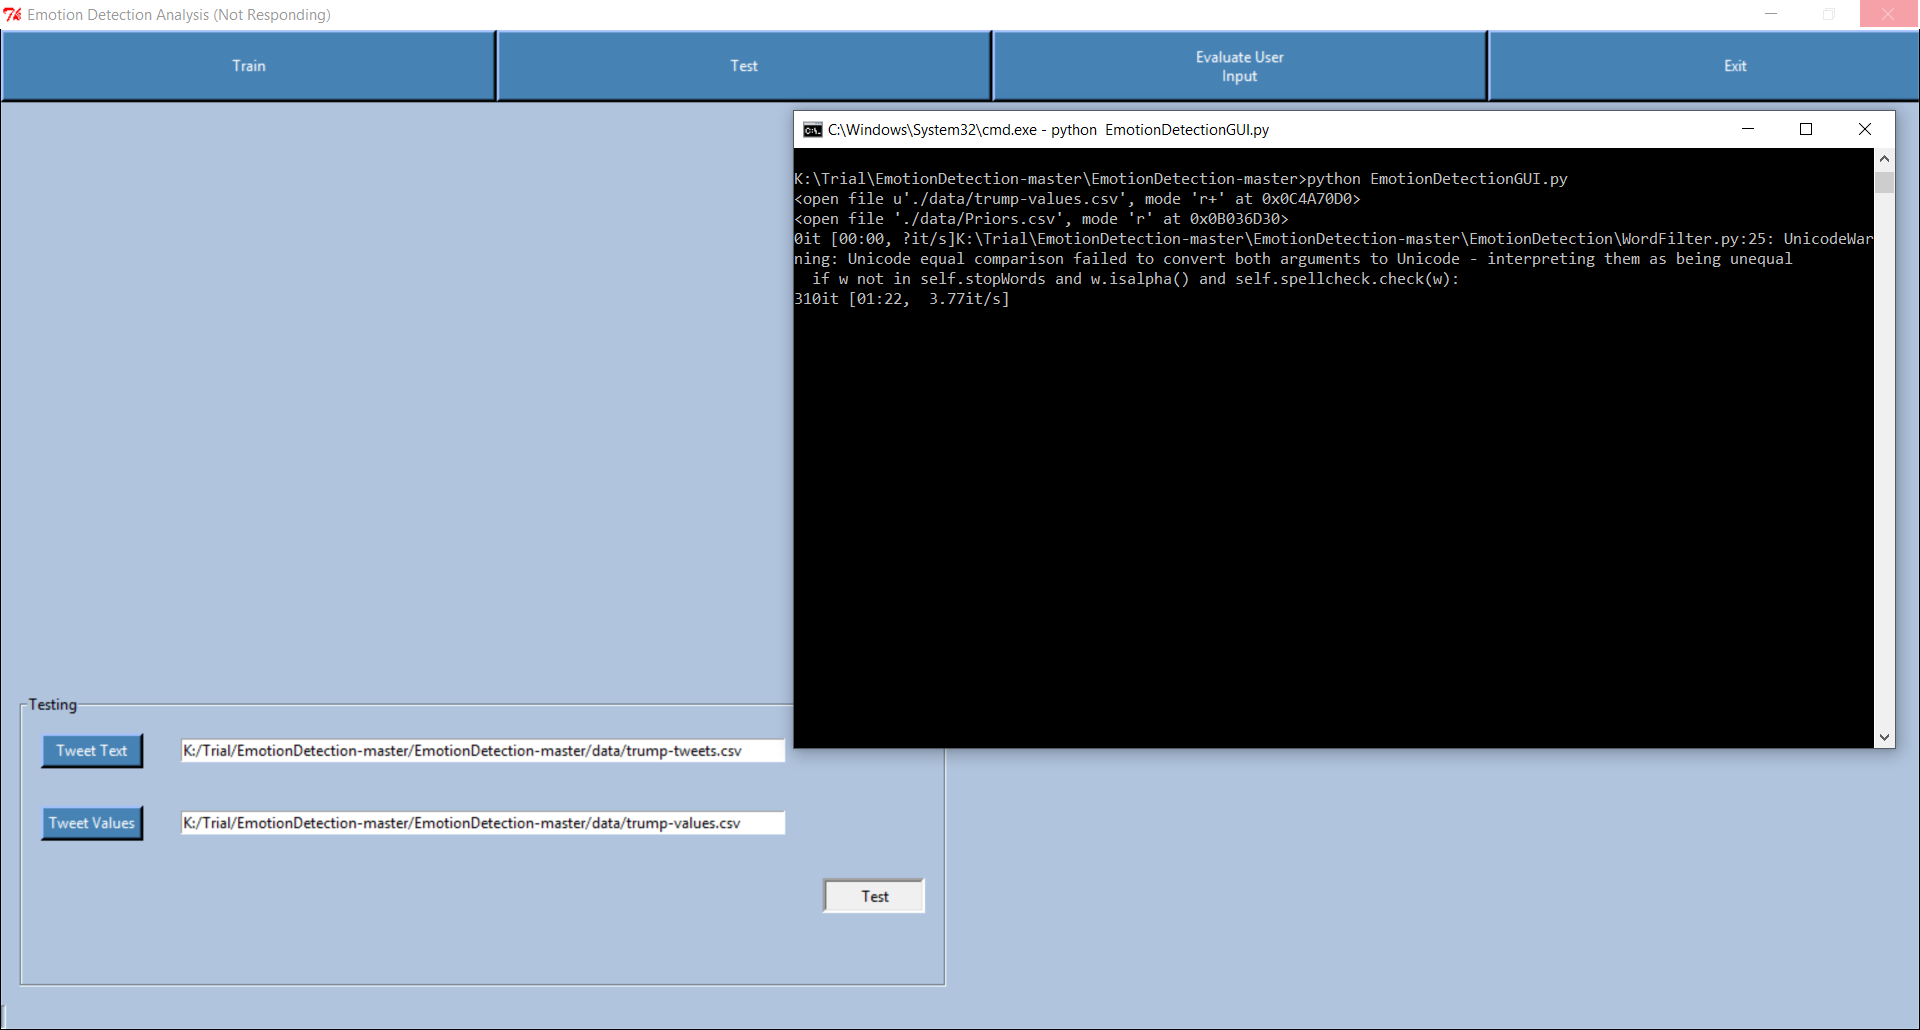 Emotion Detection Analysis (Not Responding)
Train
Test
Evaluate User
Input
Exit
C:\Windows\System32\cmd.exe - python  EmotionDetectionGUI.py
K:\Trial\EmotionDetection-master\EmotionDetection-master>python EmotionDetectionGUI.py
<open file u'./data/trump-values.csv', mode 'r+' at 0x0C4A70D0>
<open file './data/Priors.csv', mode 'r' at 0x0B036D30>
0it [00:00, ?it/s]K:\Trial\EmotionDetection-master\EmotionDetection-master\EmotionDetection\WordFilter.py:25: UnicodeWar
ning: Unicode equal comparison failed to convert both arguments to Unicode - interpreting them as being unequal
  if w not in self.stopWords and w.isalpha() and self.spellcheck.check(w):
310it [01:22,  3.77it/s]
Testing
Tweet Text
K:/Trial/EmotionDetection-master/EmotionDetection-master/data/trump-tweets.csv
Tweet Values
K:/Trial/EmotionDetection-master/EmotionDetection-master/data/trump-values.csv
Test